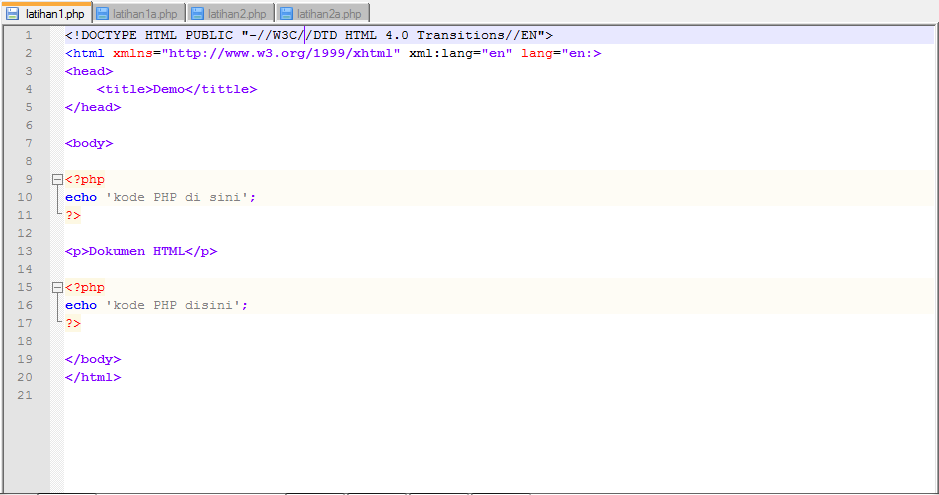 latihan1.php latihan1a.php latihan2.php latihan2a.php
1 <!DOCTYPE HTML PUBLIC "-//W3C//DTD HTML 4.0 Transitions//EN">
2 <html xmlns="http://www.w3.org/1999/xhtml" xml:lang="en" lang="en:>
3 <head>
4     <title>Demo</tittle>
5 </head>
6
7 <body>
8
9 <?php
10 echo 'kode PHP di sini';
11 ?>
12
13 <p>Dokumen HTML</p>
14
15 <?php
16 echo 'kode PHP disini';
17 ?>
18
19 </body>
20 </html>
21